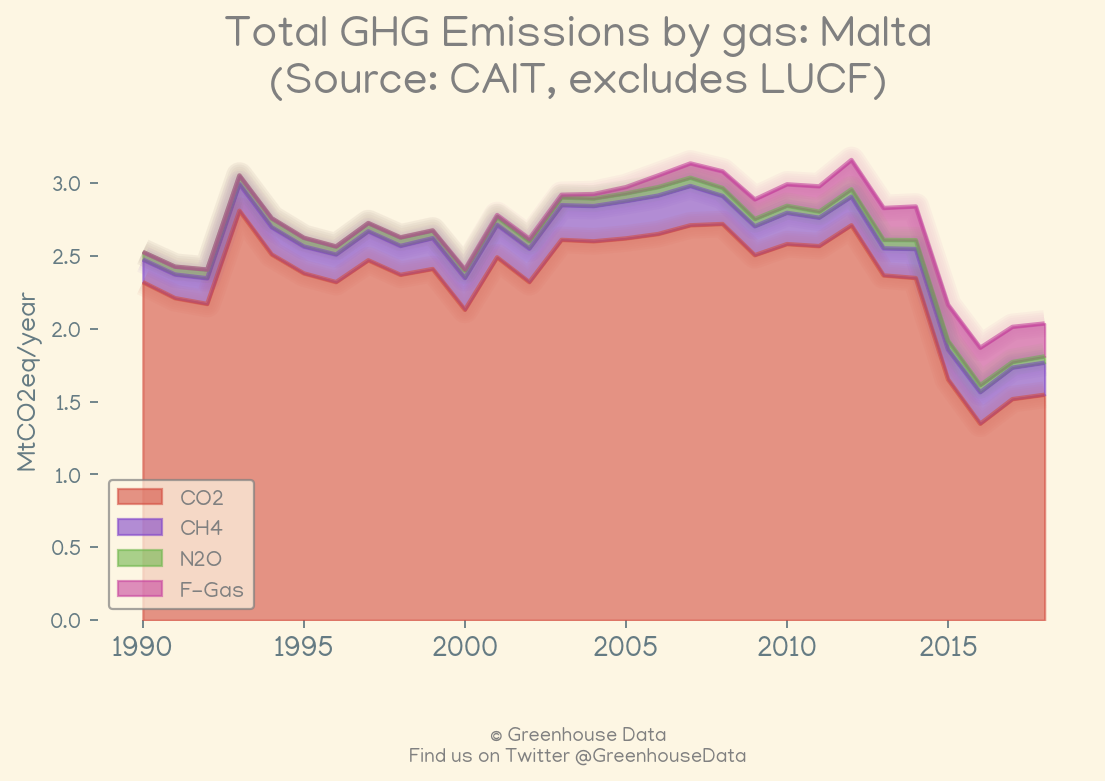 Total GHG Emissions by gas: Malta
(Source: CAIT, excludes LUCF)
MtCO2eq/year
3.0
2.5
2.0
1.5
1.0
0.5
0.0
CO2
CH4
N2O
F-Gas
1990
1995
2000
2005
2010
2015
© Greenhouse Data
Find us on Twitter @GreenhouseData